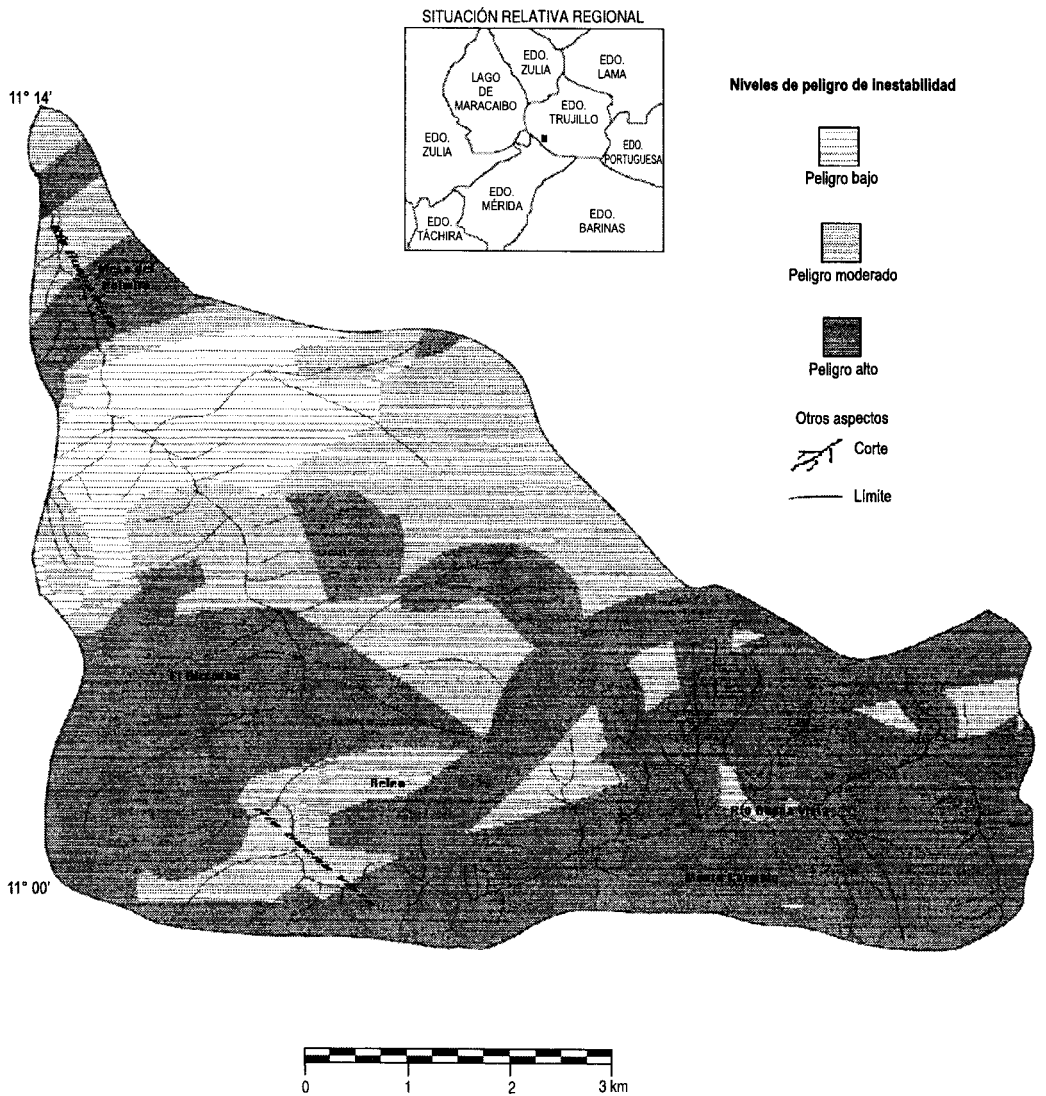 SITUACIÓN RELATIVA REGIONAL
EDO.
ZULIA
EDO.
LAMA
LAGO
DE
MARACAIBO
EDO.
TRUJILLO
EDO.
ZULIA
EDO.
PORTUGUESA
EDO.
MÉRIDA
EDO.
TÁCHIRA
EDO.
BARINAS
Niveles de peligro de inestabilidad
Peligro bajo
Peligro moderado
Peligro alto
Otros aspectos
Corte
Límite
11° 14'
11° 00'
0 1 2 3 km